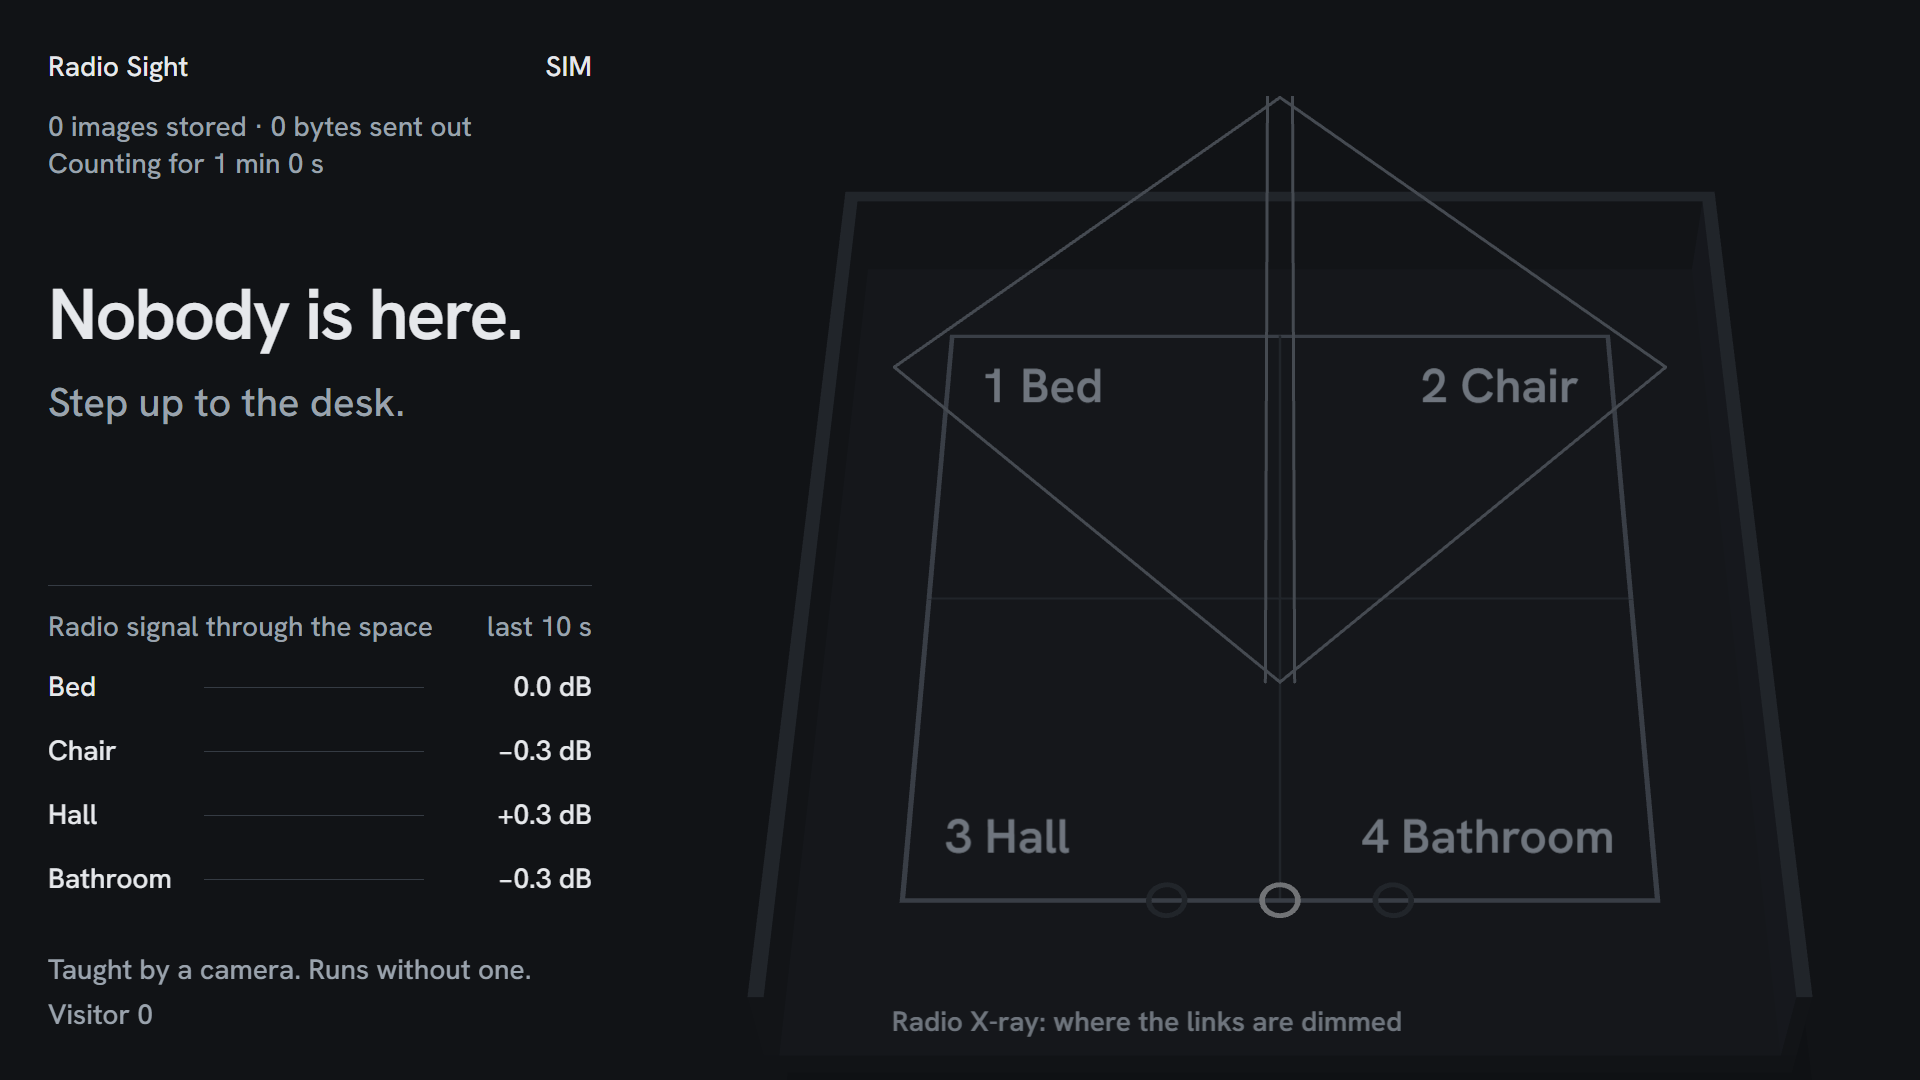 Radio Sight
SIM
0 images stored · 0 bytes sent out
Counting for 1 min 0 s
Nobody is here.
Step up to the desk.
Radio signal through the space
last 10 s
Bed
0.0 dB
Chair
−0.3 dB
Hall
+0.3 dB
Bathroom
−0.3 dB
Taught by a camera. Runs without one.
Visitor 0
1 Bed
2 Chair
3 Hall
4 Bathroom
Radio X-ray: where the links are dimmed